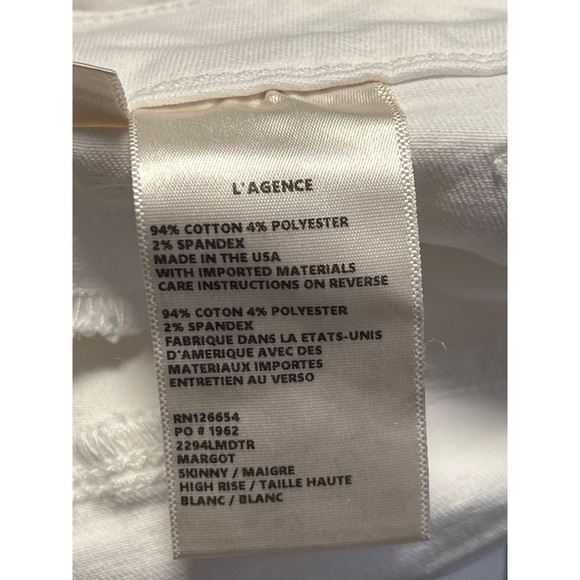 L'AGENCE
94% COTTON 4% POLYESTER
2% SPANDEX
MADE IN THE USA
WITH IMPORTED MATERIALS
CARE INSTRUCTIONS ON REVERSE
94% COTON 4% POLYESTER
2% SPANDEX
FABRIQUE DANS LA ETATS-UNIS
D'AMERIQUE AVEC DES
MATERIAUX IMPORTES
ENTRETIEN AU VERSO
RN126654
PO # 1962
2294LMDTR
MARGOT
SKINNY / MAIGRE
HIGH RISE / TAILLE HAUTE
BLANC / BLANC